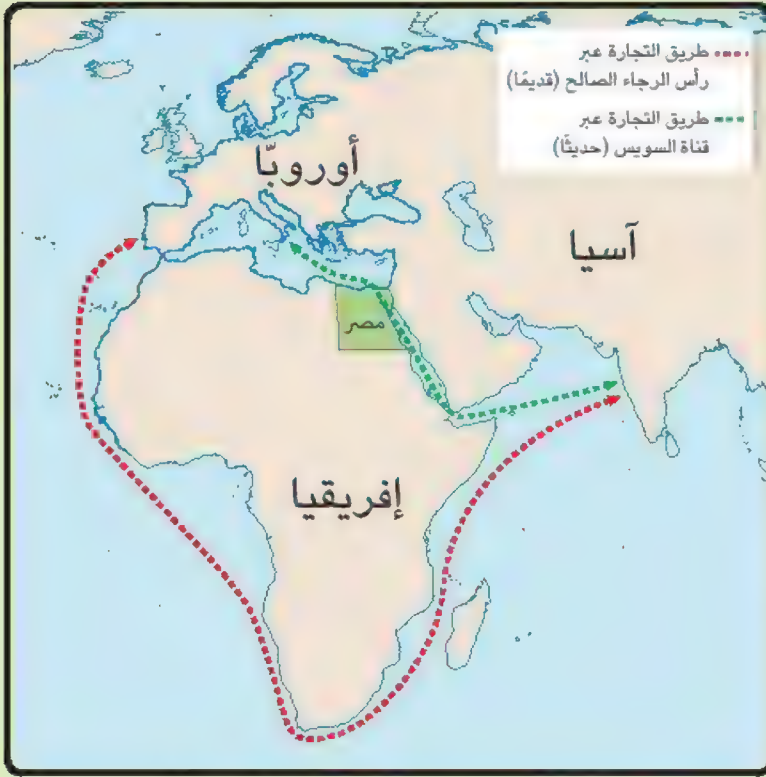 طريق التجارة عبر
رأس الرجاء الصالح (قديمًا)
طريق التجارة عبر
قناة السويس (حديثًا)
أوروبّا
آسيا
مصر
إفريقيا